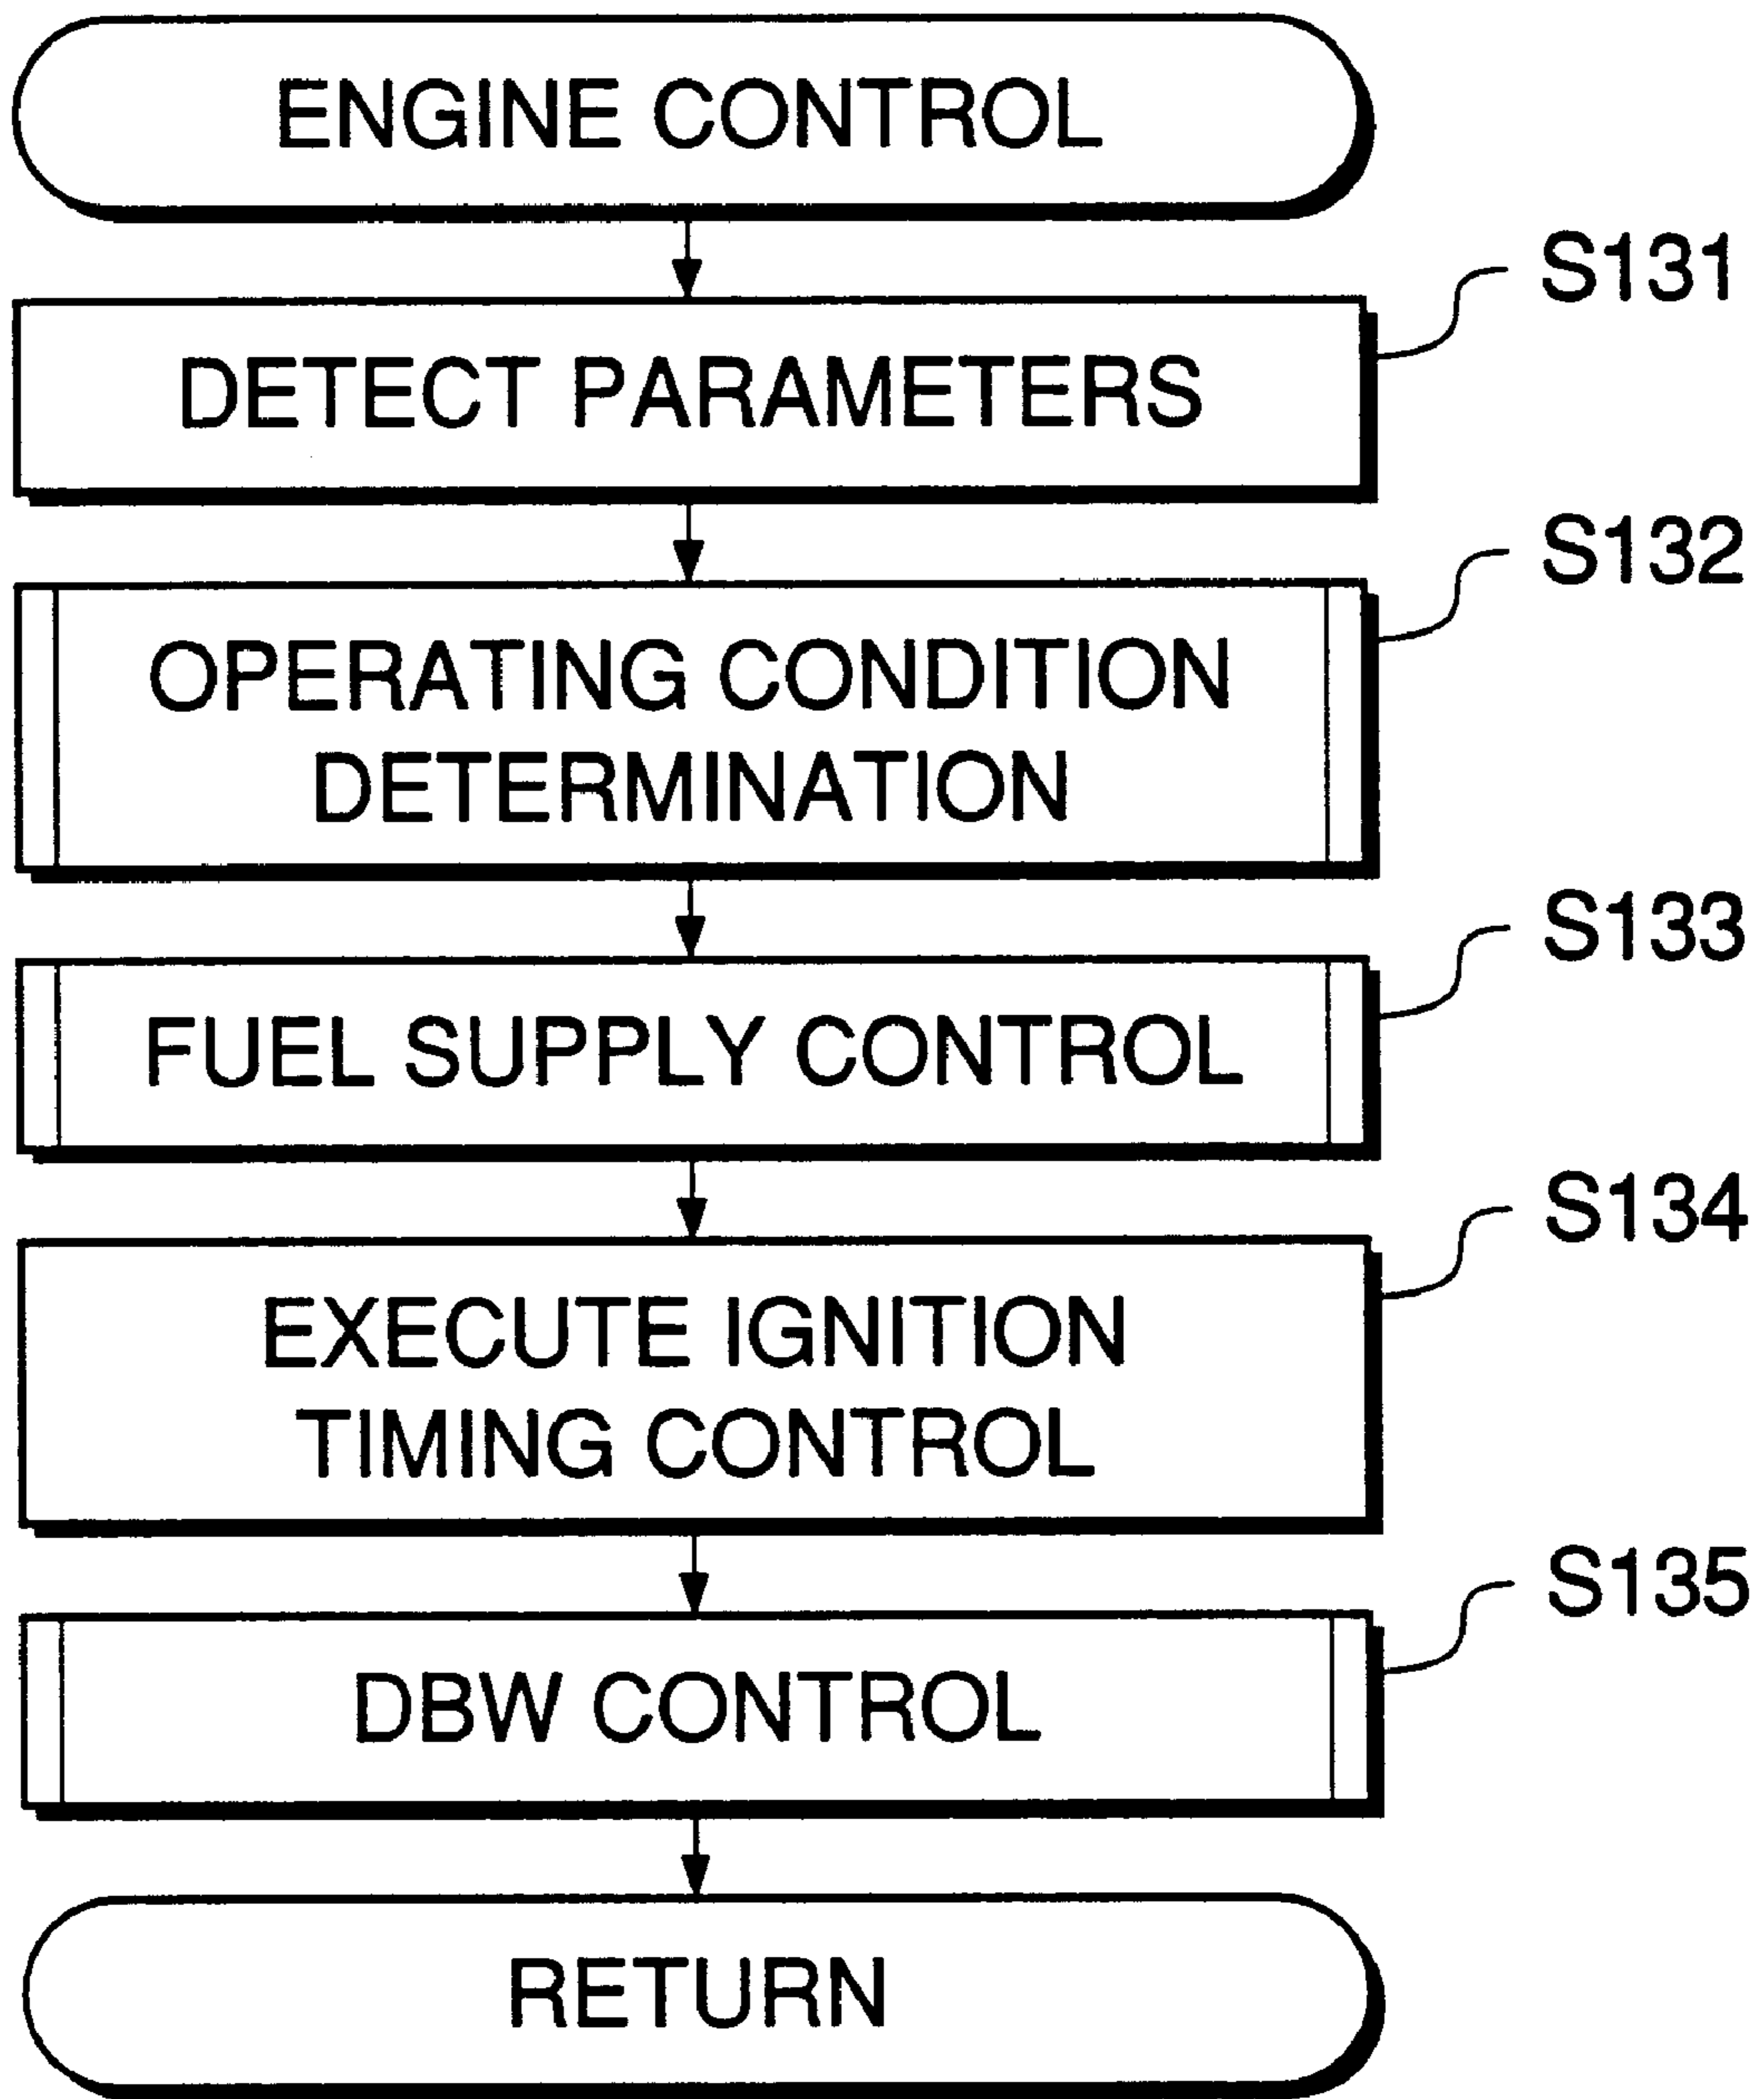 ENGINE CONTROL
S131
DETECT PARAMETERS
S132
OPERATING CONDITION
DETERMINATION
S133
FUEL SUPPLY CONTROL
S134
EXECUTE IGNITION
TIMING CONTROL
S135
DBW CONTROL
RETURN